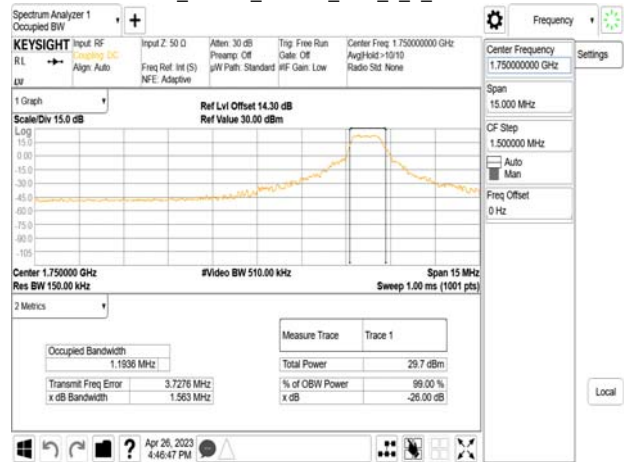 Spectrum Analyzer 1
Occupied BW
+
Frequency
KEYSIGHT
Input: RF
Input Z: 50 Ω
Atten: 30 dB
Trig: Free Run
Center Freq: 1.750000000 GHz
RL
Coupling: DC
Preamp: Off
Gate: Off
Avg|Hold:>10/10
Align: Auto
Freq Ref: Int (S)
µW Path: Standard
#IF Gain: Low
Radio Std: None
NFE: Adaptive
Center Frequency
1.750000000 GHz
Settings
Span
15.000 MHz
CF Step
1.500000 MHz
Auto
Man
Freq Offset
0 Hz
1 Graph
Ref Lvl Offset 14.30 dB
Scale/Div 15.0 dB
Ref Value 30.00 dBm
Log
15.0
0.00
-15.0
-30.0
-45.0
-60.0
-75.0
-90.0
-105
Center 1.750000 GHz
#Video BW 510.00 kHz
Span 15 MHz
Res BW 150.00 kHz
Sweep 1.00 ms (1001 pts)
2 Metrics
Measure Trace
Trace 1
Occupied Bandwidth
1.1936 MHz
Total Power
29.7 dBm
Transmit Freq Error
3.7276 MHz
% of OBW Power
99.00 %
x dB Bandwidth
1.563 MHz
x dB
-26.00 dB
Local
?
Apr 26, 2023
4:46:47 PM